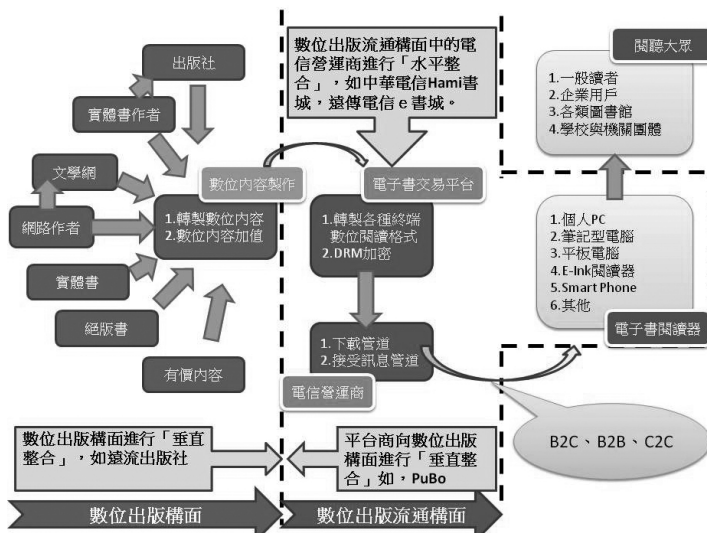 出版社
實體書作者
文學網
網路作者
實體書
絕版書
有價內容
數位內容製作
1.轉製數位內容
2.數位內容加值
數位出版流通構面中的電
信營運商進行「水平整
合」,如中華電信Hami書
城,遠傳電信 e 書城。
電子書交易平台
1.轉製各種終端
數位閱讀格式
2.DRM加密
1.下載管道
2.接受訊息管道
電信營運商
閱聽大眾
1.一般讀者
2.企業用戶
3.各類圖書館
4.學校與機關團體
1.個人PC
2.筆記型電腦
3.平板電腦
4.E-Ink閱讀器
5.Smart Phone
6.其他
電子書閱讀器
B2C、B2B、C2C
數位出版構面進行「垂直
整合」,如遠流出版社
平台商向數位出版
構面進行「垂直整
合」如,PuBo
數位出版構面
數位出版流通構面